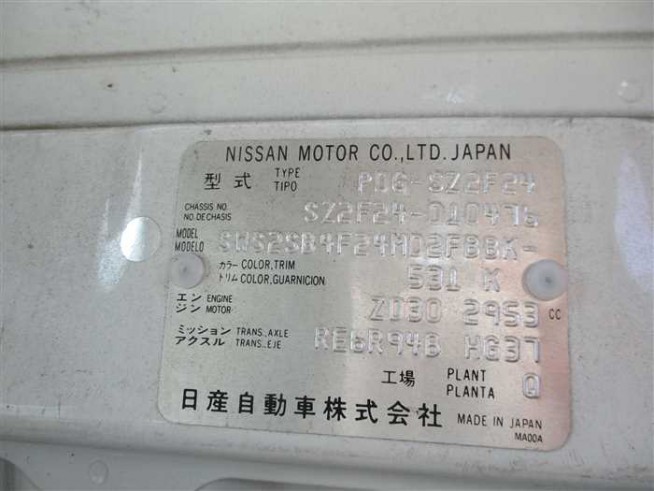 NISSAN MOTOR CO.,LTD. JAPAN
型式 TYPE TIPO PDG-SZ2F24
CHASSIS NO. NO.DE CHASIS SZ2F24-010475
MODEL MODELO SWS2SB4F24MD2FBBK-
カラー COLOR,TRIM トリム COLOR,GUARNICION 531 K
エンジン ENGINE MOTOR ZD30 2953 CC
ミッション TRANS.,AXLE アクスル TRANS.,EJE RE6R94B HG37
工場 PLANT PLANTA Q
日産自動車株式会社 MADE IN JAPAN
MA00A